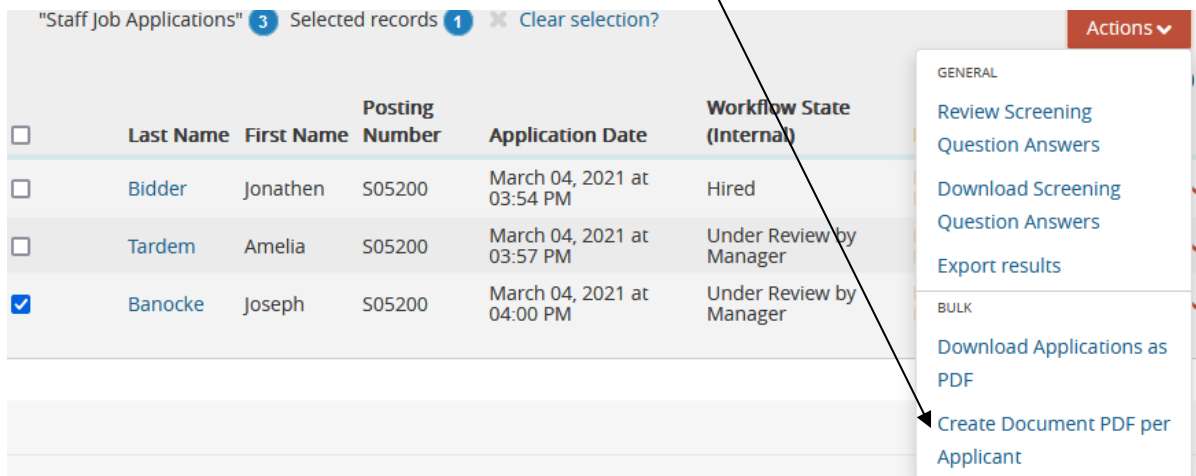 "Staff Job Applications" 3 Selected records 1 ✖ Clear selection?
Actions
Last Name First Name Posting Number Application Date Workflow State (Internal)
Bidder Jonathen S05200 March 04, 2021 at 03:54 PM Hired
Tardem Amelia S05200 March 04, 2021 at 03:57 PM Under Review by Manager
Banocke Joseph S05200 March 04, 2021 at 04:00 PM Under Review by Manager
GENERAL
Review Screening
Question Answers
Download Screening
Question Answers
Export results
BULK
Download Applications as
PDF
Create Document PDF per
Applicant